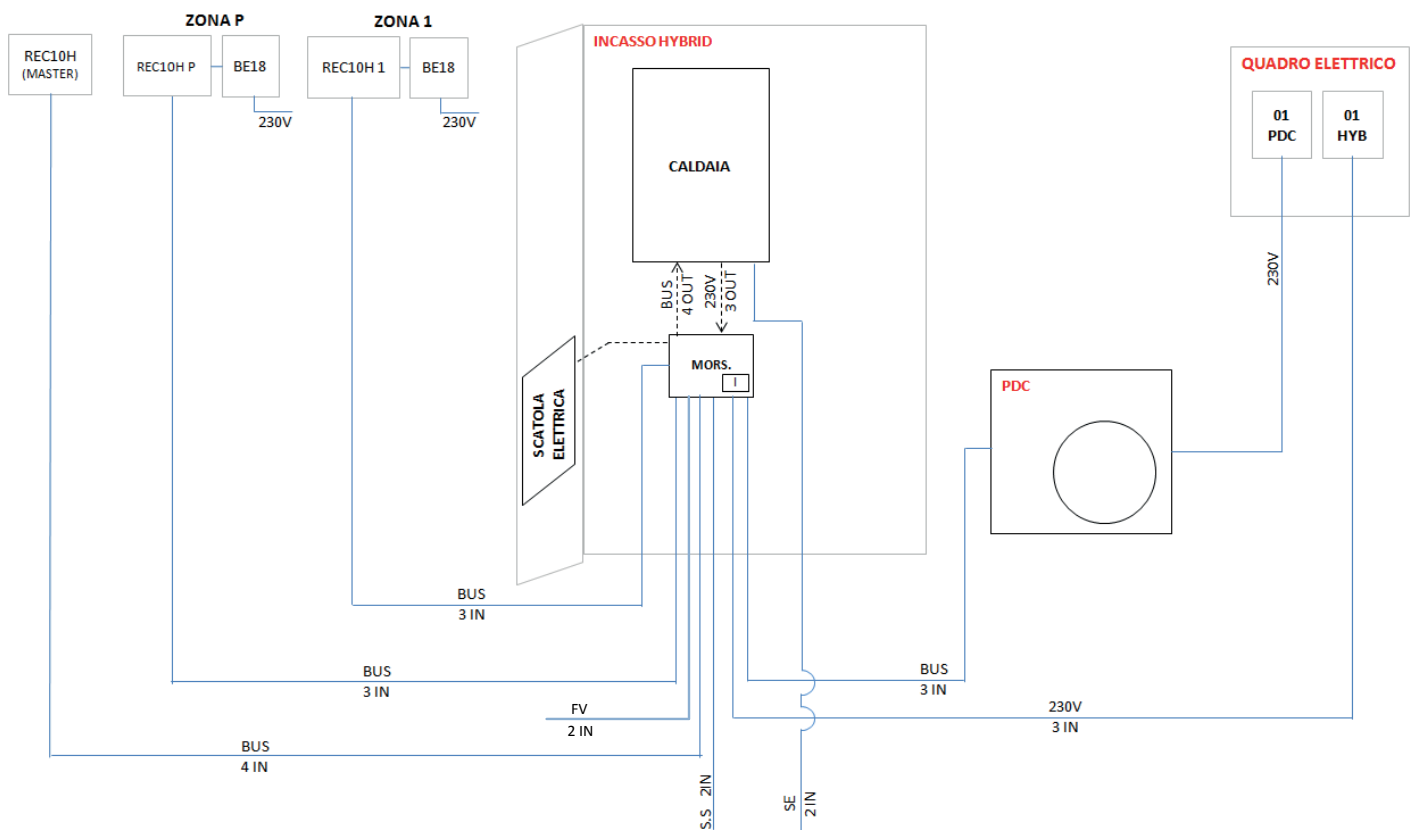 ZONA P
ZONA 1
REC10H
(MASTER)
REC10H P
BE18
230V
REC10H 1
BE18
230V
INCASSO HYBRID
CALDAIA
QUADRO ELETTRICO
01
PDC
01
HYB
230V
BUS
4 OUT
230V
3 OUT
MORS.
I
SCATOLA
ELETTRICA
PDC
BUS
3 IN
BUS
3 IN
BUS
3 IN
FV
2 IN
230V
3 IN
BUS
4 IN
S.S 2IN
SE
2 IN